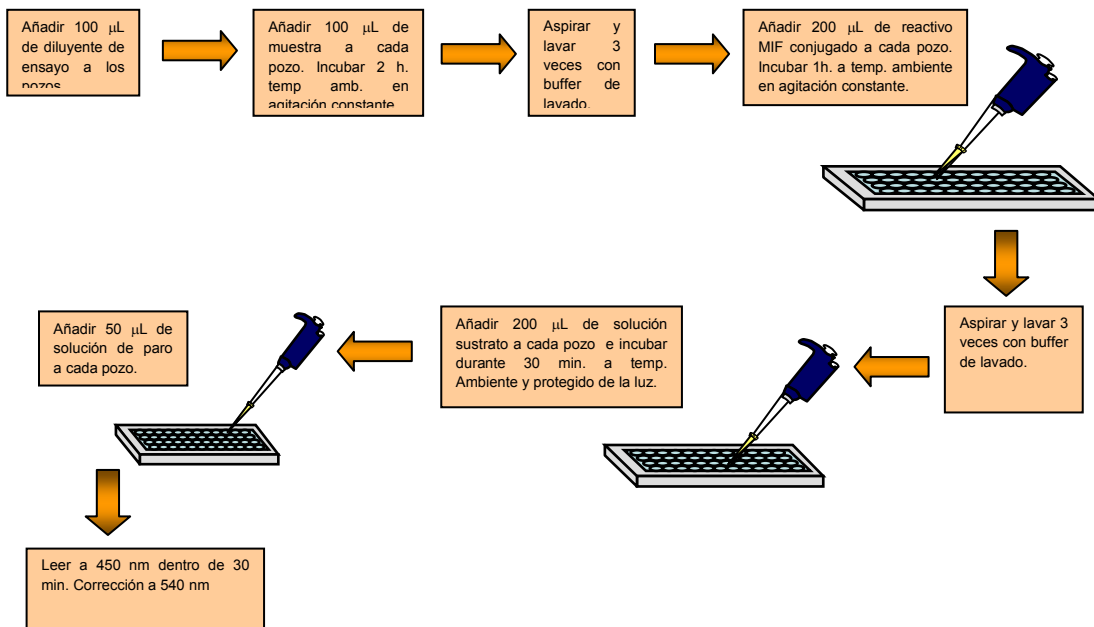 Añadir 100 μL
de diluyente de
ensayo a los
pozos
Añadir 100 μL de
muestra a cada
pozo. Incubar 2 h.
temp amb. en
agitación constante
Aspirar y
lavar 3
veces con
buffer de
lavado.
Añadir 200 μL de reactivo
MIF conjugado a cada pozo.
Incubar 1h. a temp. ambiente
en agitación constante.
Aspirar y lavar 3
veces con buffer
de lavado.
Añadir 200 μL de solución
sustrato a cada pozo e incubar
durante 30 min. a temp.
Ambiente y protegido de la luz.
Añadir 50 μL de
solución de paro
a cada pozo.
Leer a 450 nm dentro de 30
min. Corrección a 540 nm